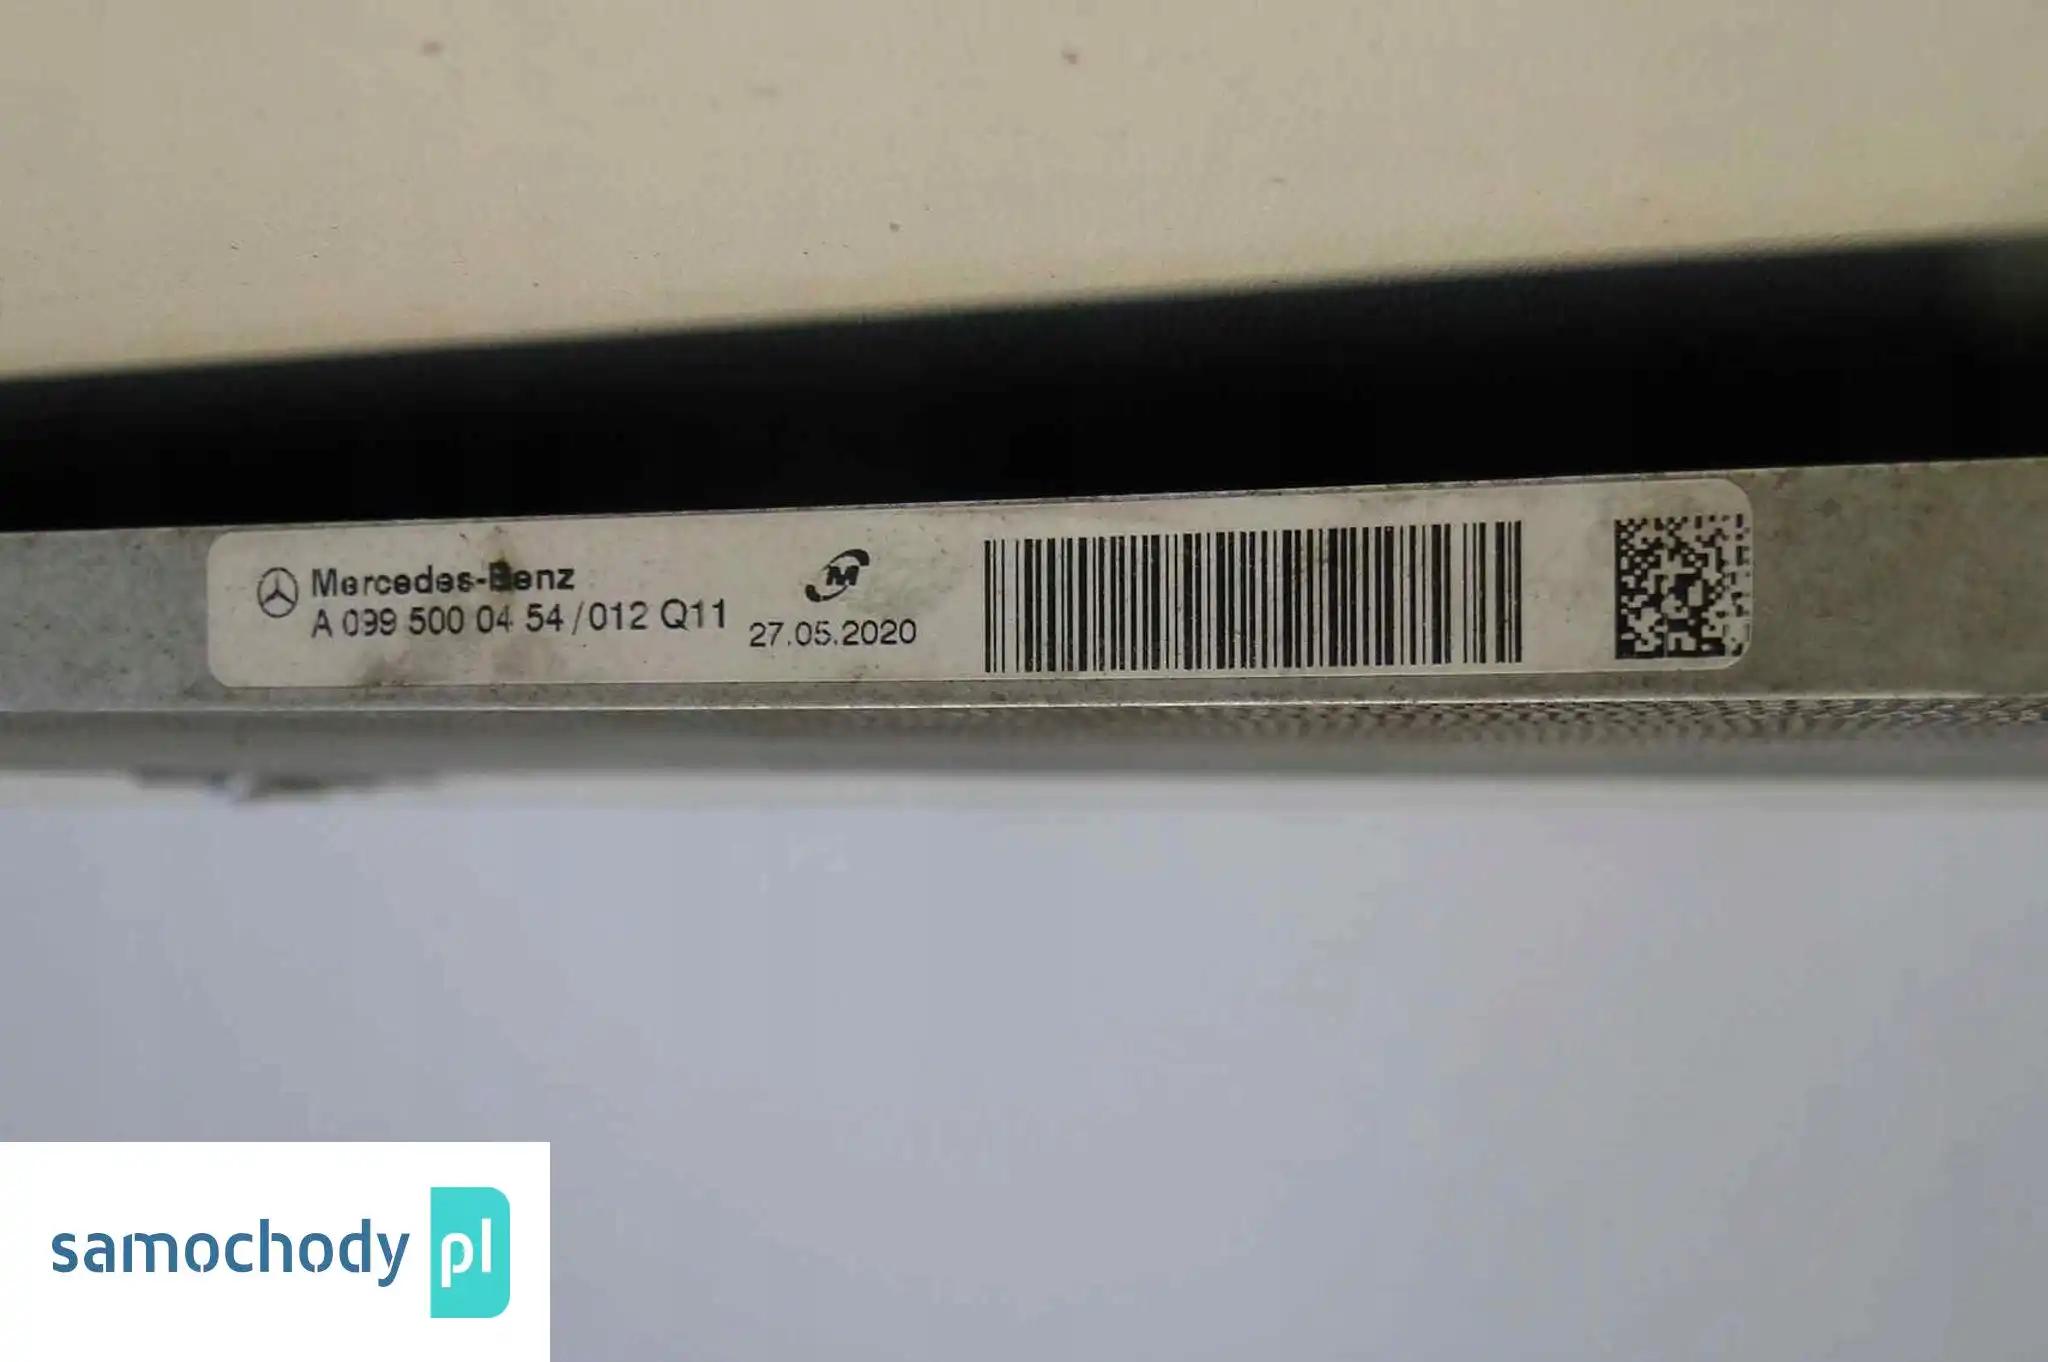 Mercedes-Benz
A 099 500 04 54/012 Q11
M
27.05.2020
samochody pl